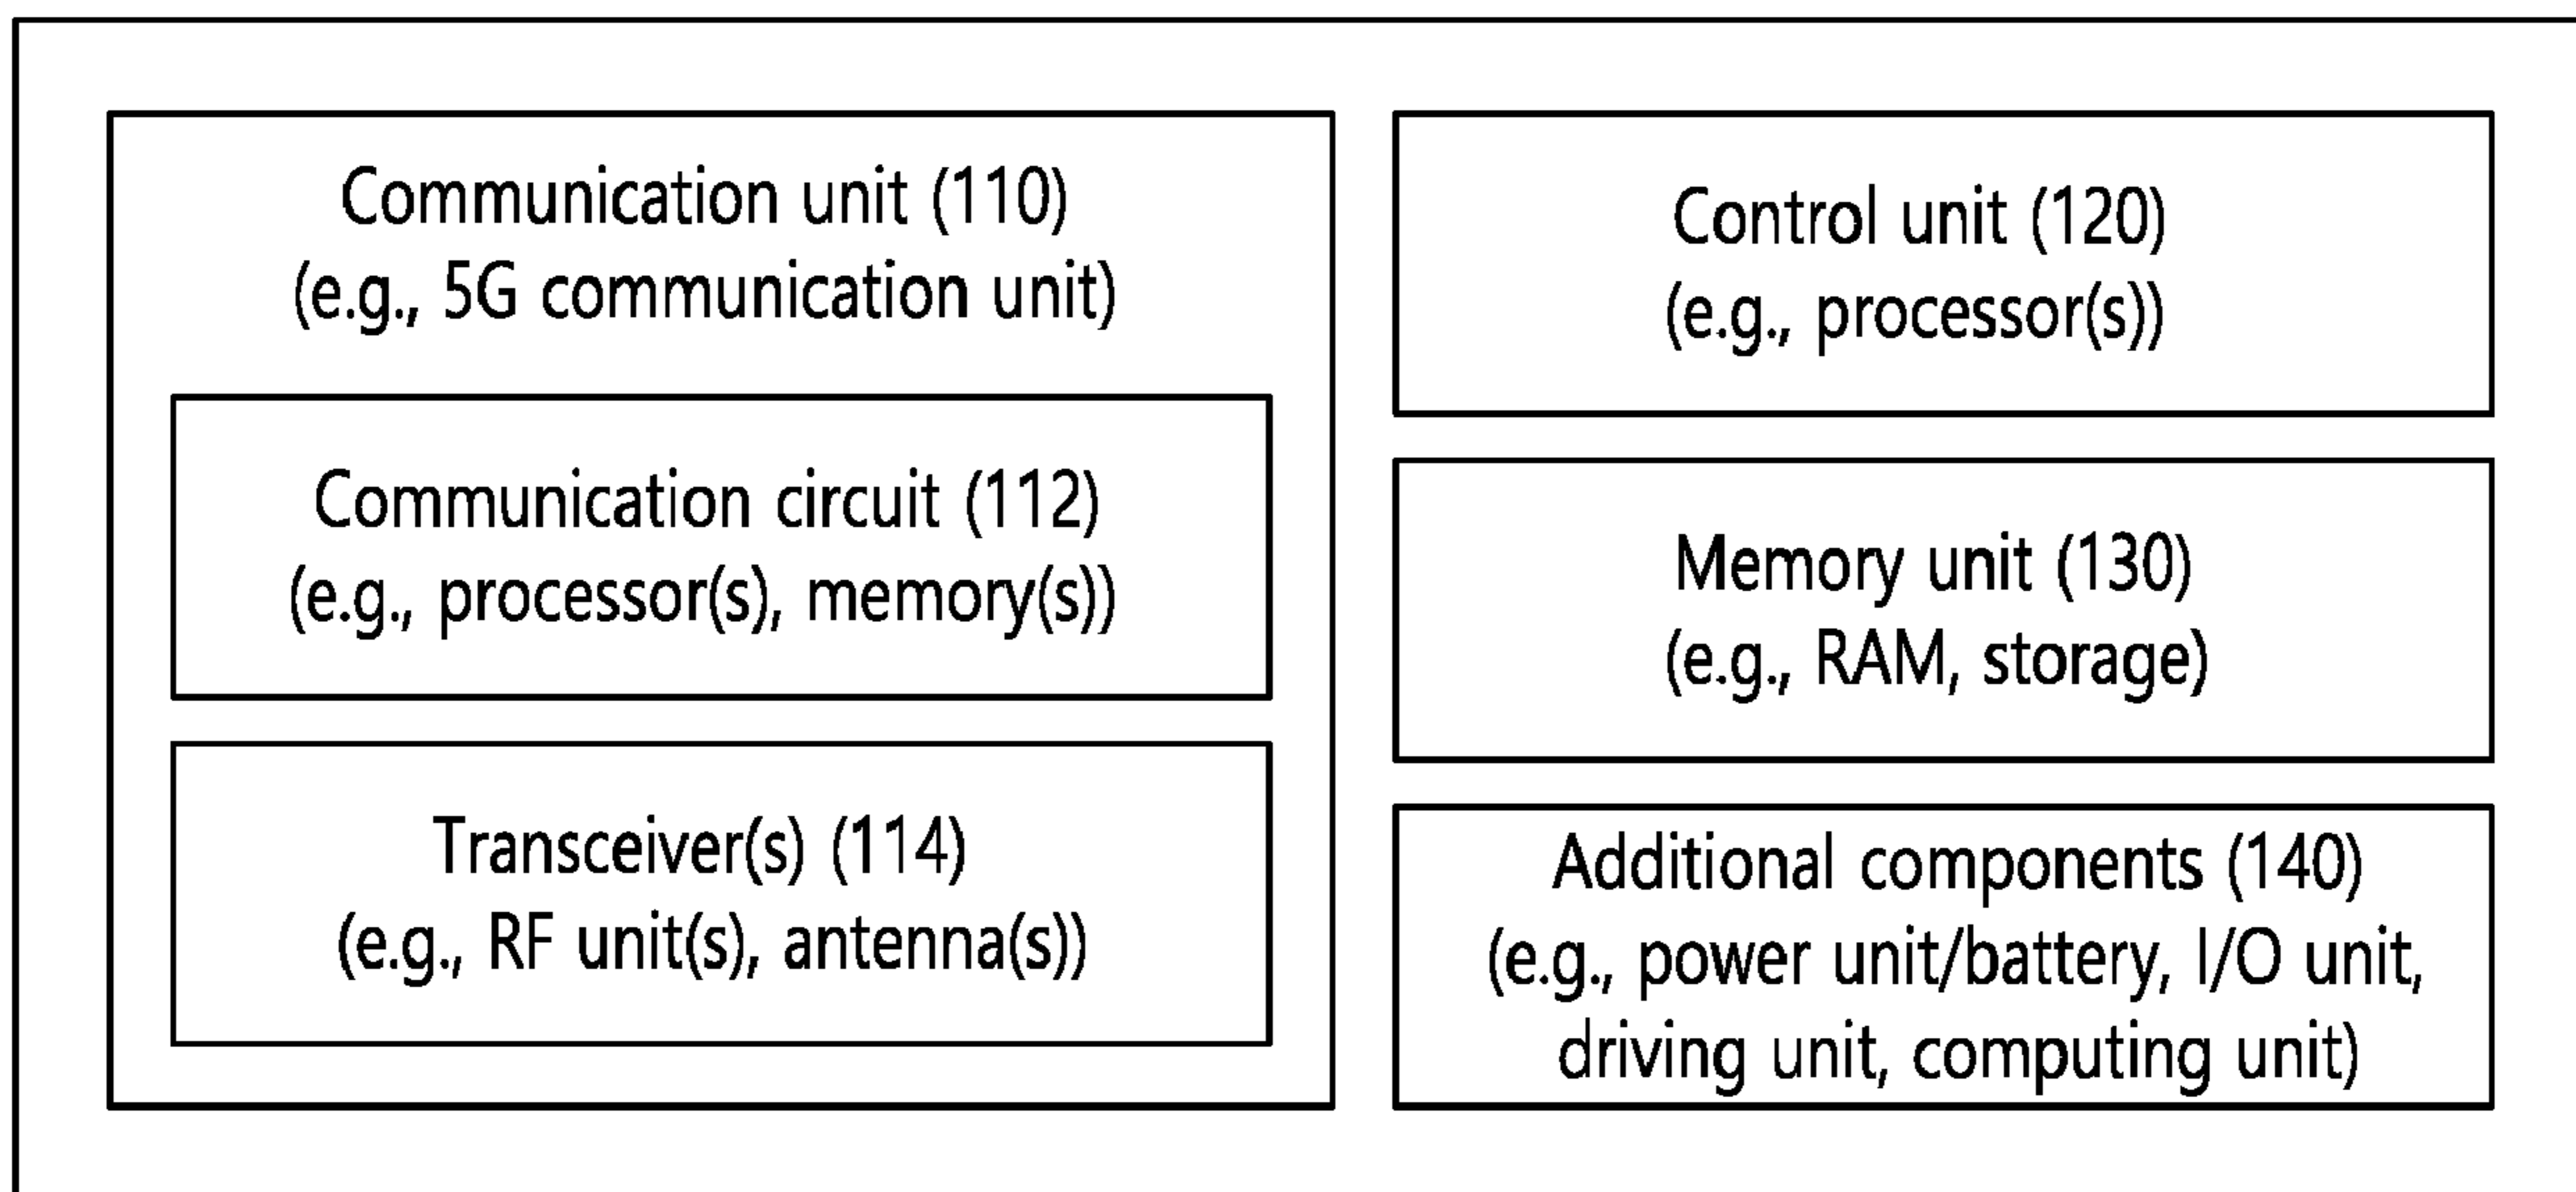 Communication unit (110)
(e.g., 5G communication unit)
Communication circuit (112)
(e.g., processor(s), memory(s))
Transceiver(s) (114)
(e.g., RF unit(s), antenna(s))
Control unit (120)
(e.g., processor(s))
Memory unit (130)
(e.g., RAM, storage)
Additional components (140)
(e.g., power unit/battery, I/O unit,
driving unit, computing unit)